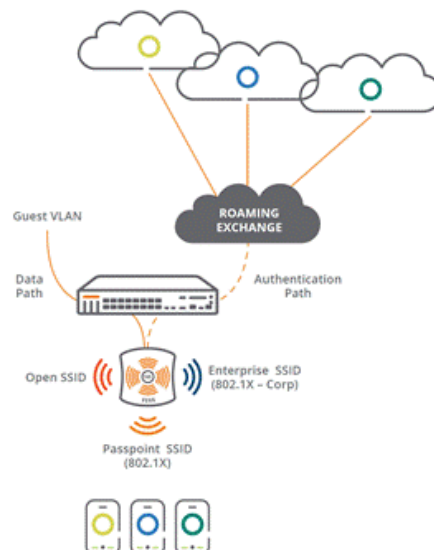 ROAMING
EXCHANGE
Guest VLAN
Data
Path
Authentication
Path
Open SSID
Enterprise SSID
(802.1X – Corp)
Passpoint SSID
(802.1X)